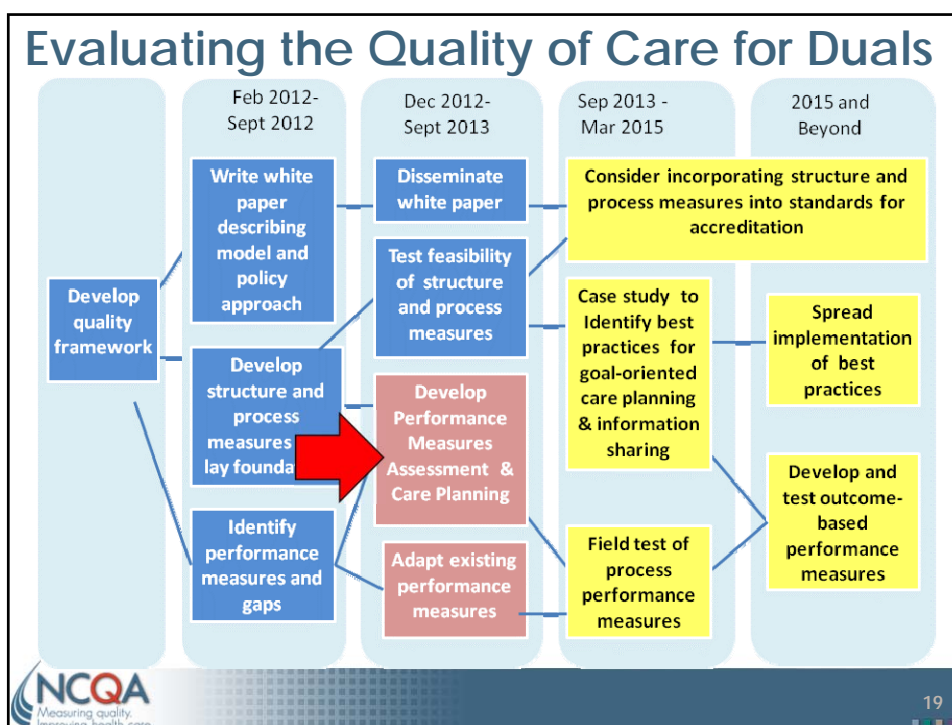 Evaluating the Quality of Care for Duals
Feb 2012-
Sept 2012
Dec 2012-
Sept 2013
Sep 2013 -
Mar 2015
2015 and
Beyond
Develop
quality
framework
Write white
paper
describing
model and
policy
approach
Develop
structure and
process
measures
lay
Identify
performance
measures and
gaps
Disseminate
white paper
Test feasibility
of structure
and process
measures
Develop
Performance
Measures
Assessment &
Care Planning
Adapt existing
performance
measures
Consider incorporating structure and
process measures into standards for
accreditation
Case study to
Identify best
practices for
goal-oriented
care planning
& information
sharing
Field test of
process
performance
measures
Spread
implementation
of best
practices
Develop and
test outcome-
based
performance
measures
NCQA
Measuring quality.
Improving health care.
19